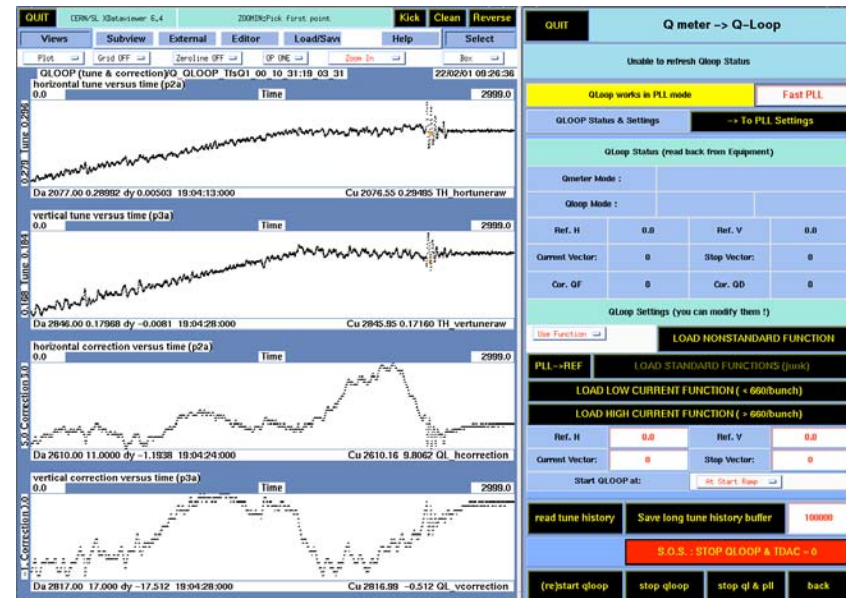 QUIT CERN/SL XDataviewer 6.4 ZOOMIN:Pick first point Kick Clean Reverse
Views Subview External Editor Load/Save Help Select
Plot Grid OFF Zeroline OFF OP ONE Zoom In Box
QLOOP (tune & correction)/Q_QLOOP_TfsQ1_00_10_31:19_03_31 22/02/01 09:26:36
horizontal tune versus time (p2a)
0.0 Time 2999.0
0.279 Tune 0.296
Da 2077.00 0.28992 dy 0.00503 19:04:13:000 Cu 2076.55 0.29495 TH_hortuneraw
vertical tune versus time (p3a)
0.0 Time 2999.0
0.168 Tune 0.184
Da 2846.00 0.17968 dy -0.0081 19:04:28:000 Cu 2845.95 0.17160 TH_vertuneraw
horizontal correction versus time (p2a)
0.0 Time 2999.0
Da 2610.00 11.0000 dy -1.1938 19:04:24:000 Cu 2610.16 9.8062 QL_hcorrection
vertical correction versus time (p3a)
0.0 Time 2999.0
Da 2817.00 17.000 dy -17.512 19:04:28:000 Cu 2816.99 -0.512 QL_vcorrection
QUIT Q meter -> Q-Loop
Unable to refresh Qloop Status
QLoop works in PLL mode Fast PLL
QLOOP Status & Settings -> To PLL Settings
QLoop Status (read back from Equipment)
Qmeter Mode :
Qloop Mode :
Ref. H 0.0 Ref. V 0.0
Current Vector: 0 Stop Vector: 0
Cor. QF 0 Cor. QD 0
QLoop Settings (you can modify them !)
Use Function LOAD NONSTANDARD FUNCTION
PLL->REF LOAD STANDARD FUNCTIONS (junk)
LOAD LOW CURRENT FUNCTION ( < 660/bunch)
LOAD HIGH CURRENT FUNCTION ( > 660/bunch)
Ref. H 0.0 Ref. V 0.0
Current Vector: 0 Stop Vector: 0
Start QLOOP at: At Start Ramp
read tune history Save long tune history buffer 100000
S.O.S. : STOP QLOOP & TDAC = 0
(re)start qloop stop qloop stop ql & pll back